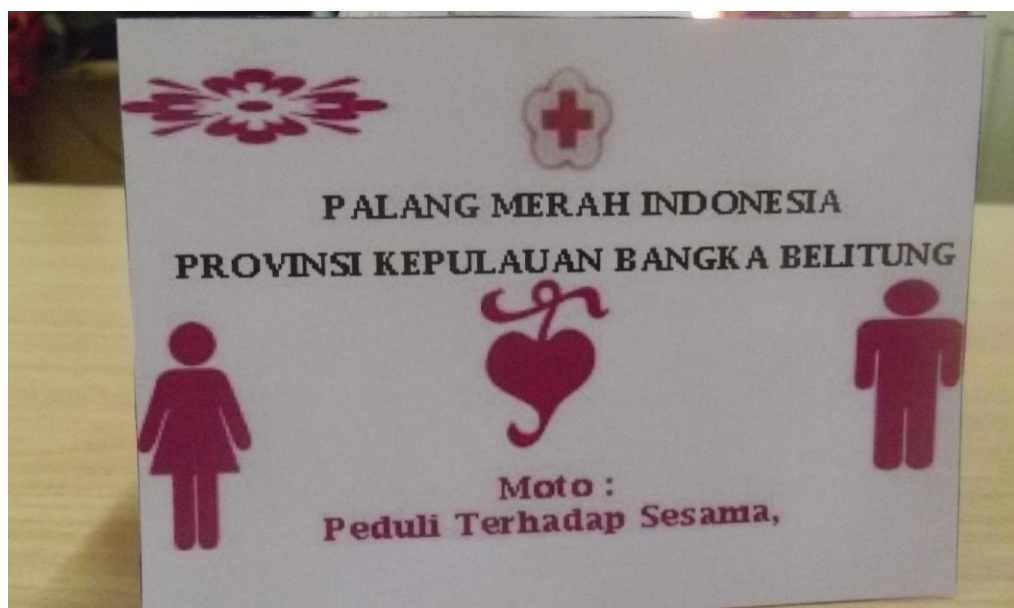 PALANG MERAH INDONESIA
PROVINSI KEPULAUAN BANGKA BELITUNG
Moto :
Peduli Terhadap Sesama,